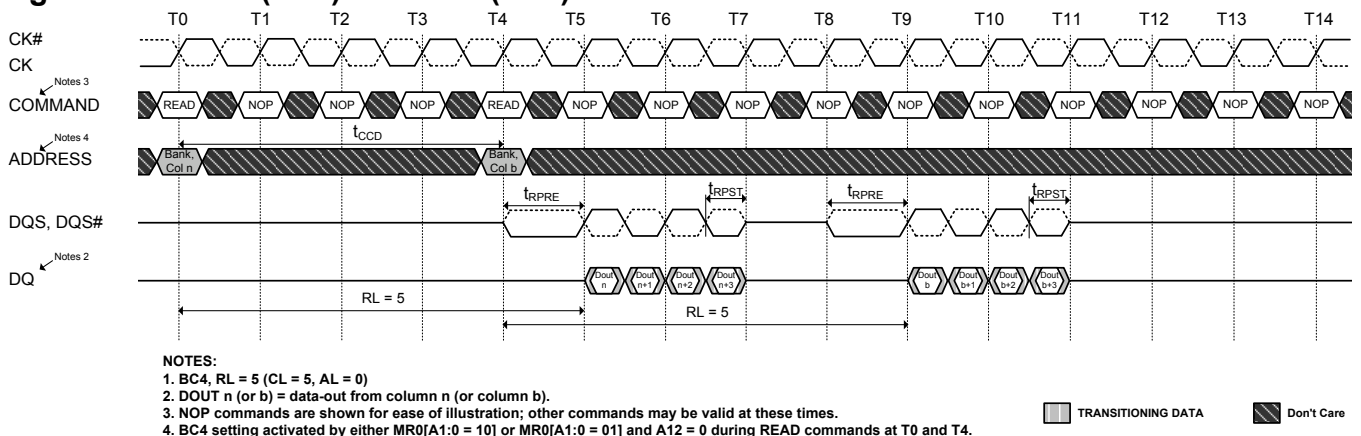 T0 T1 T2 T3 T4 T5 T6 T7 T8 T9 T10 T11 T12 T13 T14
CK#
CK
Notes 3
COMMAND READ NOP NOP NOP READ NOP NOP NOP NOP NOP NOP NOP NOP NOP NOP
tCCD
Notes 4
ADDRESS Bank, Col n Bank, Col b
tRPRE tRPST tRPRE tRPST
DQS, DQS#
Notes 2
DQ Dout n Dout n+1 Dout n+2 Dout n+3 Dout b Dout b+1 Dout b+2 Dout b+3
RL = 5
RL = 5
NOTES:
1. BC4, RL = 5 (CL = 5, AL = 0)
2. DOUT n (or b) = data-out from column n (or column b).
3. NOP commands are shown for ease of illustration; other commands may be valid at these times.
4. BC4 setting activated by either MR0[A1:0 = 10] or MR0[A1:0 = 01] and A12 = 0 during READ commands at T0 and T4.
TRANSITIONING DATA Don't Care